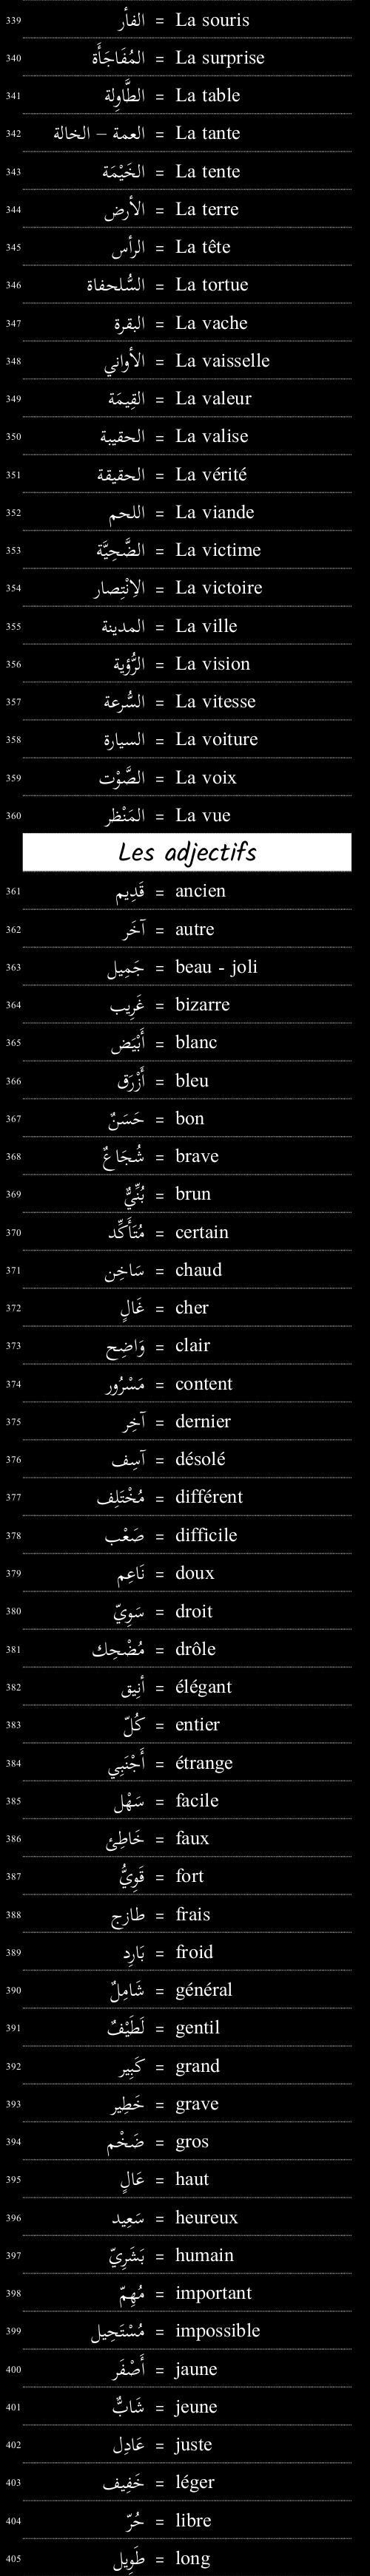 339 الفأر = La souris
340 المُفَاجَأَة = La surprise
341 الطَّاوِلة = La table
342 العمة – الخالة = La tante
343 الخَيْمَة = La tente
344 الأرض = La terre
345 الرأس = La tête
346 السُّلحفاة = La tortue
347 البقرة = La vache
348 الأواني = La vaisselle
349 القِيمَة = La valeur
350 الحقيبة = La valise
351 الحقيقة = La vérité
352 اللحم = La viande
353 الضَّحِيَّة = La victime
354 الاِنْتِصار = La victoire
355 المدينة = La ville
356 الرُّؤية = La vision
357 السُّرعة = La vitesse
358 السيارة = La voiture
359 الصَّوْت = La voix
360 المَنْظر = La vue
Les adjectifs
361 قَدِيم = ancien
362 آخَر = autre
363 جَمِيل = beau - joli
364 غَرِيب = bizarre
365 أَبْيَض = blanc
366 أَزْرَق = bleu
367 حَسَنٌ = bon
368 شُجَاعٌ = brave
369 بُنِّيٌّ = brun
370 مُتَأَكِّد = certain
371 سَاخِن = chaud
372 غَالٍ = cher
373 وَاضِح = clair
374 مَسْرُور = content
375 آخِر = dernier
376 آسِف = désolé
377 مُخْتَلِف = différent
378 صَعْب = difficile
379 نَاعِم = doux
380 سَوِيّ = droit
381 مُضْحِك = drôle
382 أنِيق = élégant
383 كُلّ = entier
384 أَجْنَبِي = étrange
385 سَهْل = facile
386 خَاطِئ = faux
387 قَوِيُّ = fort
388 طازج = frais
389 بَارِد = froid
390 شَامِلٌ = général
391 لَطَيْفٌ = gentil
392 كَبِير = grand
393 خَطِير = grave
394 ضَخْم = gros
395 عَالٍ = haut
396 سَعِيد = heureux
397 بَشَرِيّ = humain
398 مُهِمّ = important
399 مُسْتَحِيل = impossible
400 أَصْفَر = jaune
401 شَابٌّ = jeune
402 عَادِل = juste
403 خَفِيف = léger
404 حُرّ = libre
405 طَوِيل = long